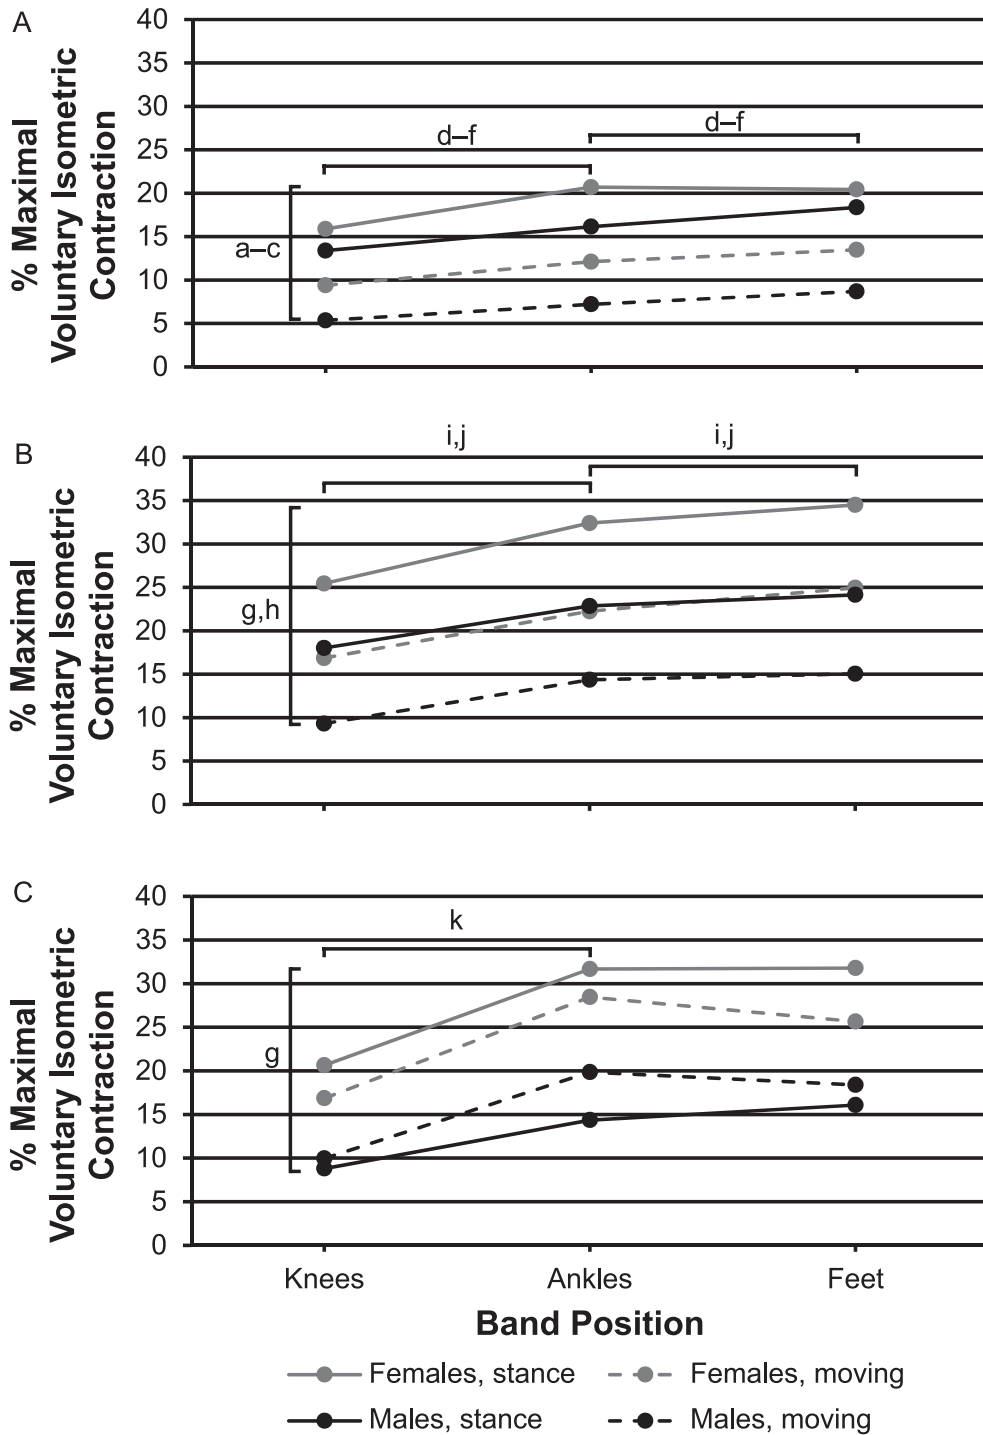 A
% Maximal
Voluntary Isometric
Contraction
40
35
30
25
20
15
10
5
0
d–f
d–f
a–c
B
% Maximal
Voluntary Isometric
Contraction
40
35
30
25
20
15
10
5
0
i,j
i,j
g,h
C
% Maximal
Voluntary Isometric
Contraction
40
35
30
25
20
15
10
5
0
k
g
Knees Ankles Feet
Band Position
Females, stance Females, moving
Males, stance Males, moving